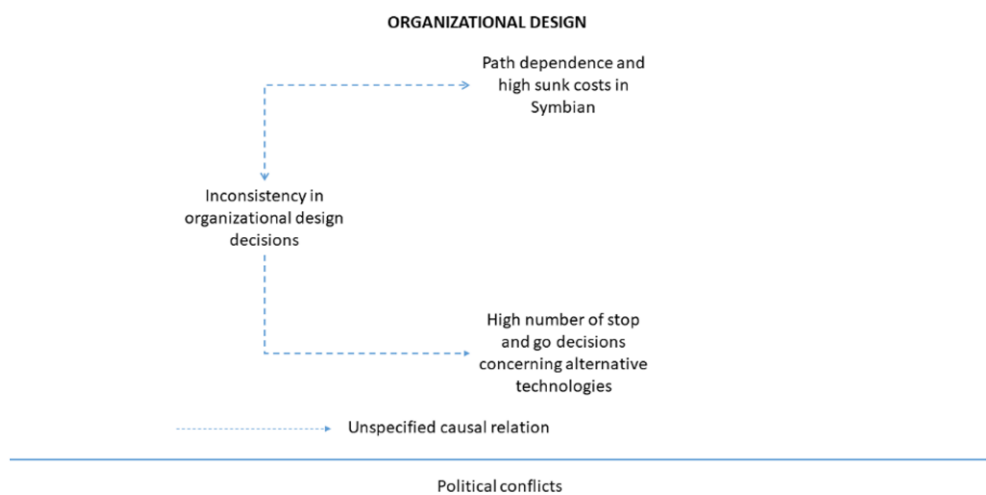 ORGANIZATIONAL DESIGN
Path dependence and
high sunk costs in
Symbian
Inconsistency in
organizational design
decisions
High number of stop
and go decisions
concerning alternative
technologies
Unspecified causal relation
Political conflicts